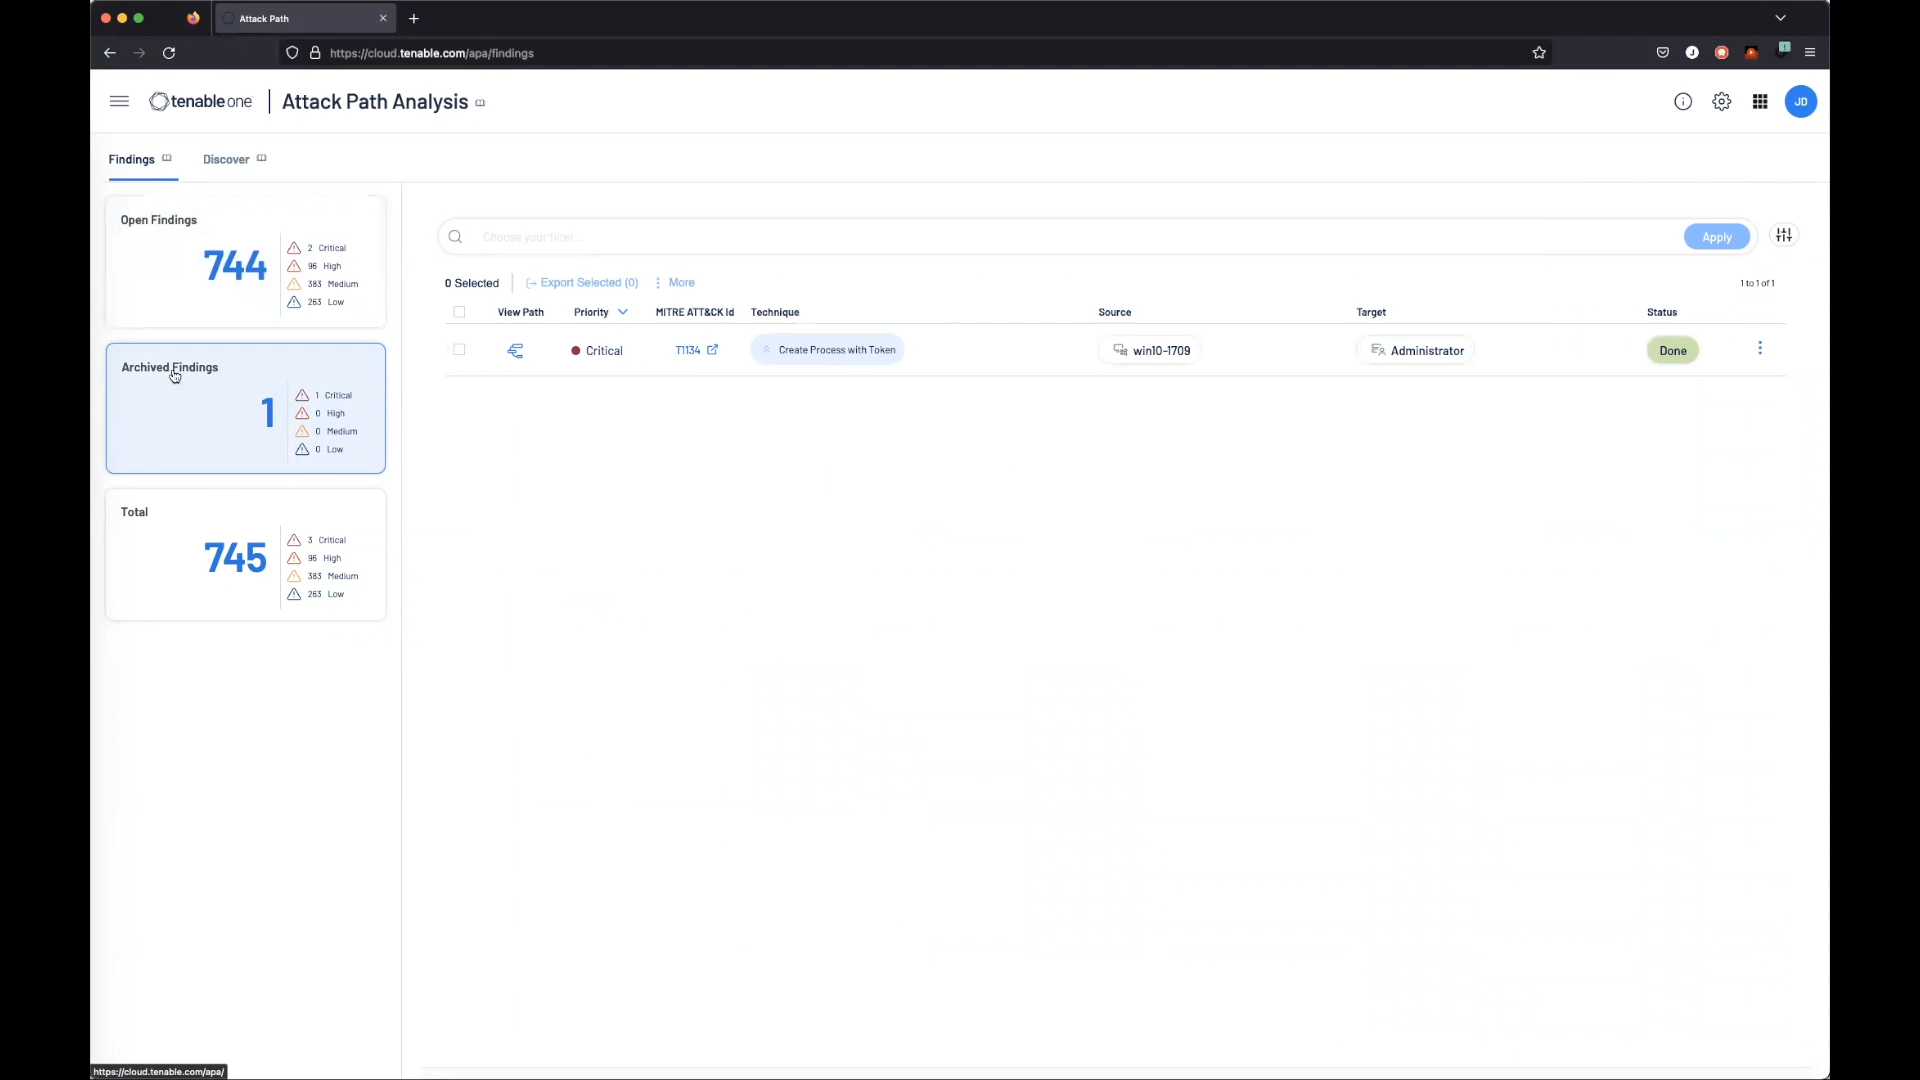 Attack Path
https://cloud.tenable.com/apa/findings
tenable one
Attack Path Analysis
JD
Findings
Discover
Open Findings
744
2 Critical
96 High
383 Medium
263 Low
Archived Findings
1
1 Critical
0 High
0 Medium
0 Low
Total
745
3 Critical
96 High
383 Medium
263 Low
Choose your filter...
Apply
0 Selected
Export Selected (0)
More
1 to 1 of 1
View Path Priority MITRE ATT&CK Id Technique Source Target Status
Critical T1134 Create Process with Token win10-1709 Administrator Done
https://cloud.tenable.com/apa/